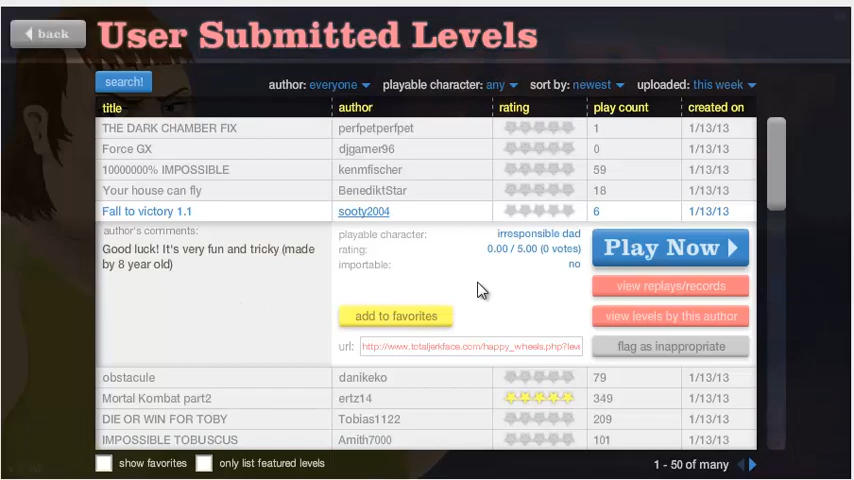 back
User Submitted Levels
search!
author: everyone playable character: any sort by: newest uploaded: this week
title author rating play count created on
THE DARK CHAMBER FIX perfpetperfpet 1 1/13/13
Force GX djgamer96 0 1/13/13
10000000% IMPOSSIBLE kenmfischer 59 1/13/13
Your house can fly BenediktStar 18 1/13/13
Fall to victory 1.1 sooty2004 6 1/13/13
author's comments:
Good luck! It's very fun and tricky (made
by 8 year old)
playable character: irresponsible dad
rating: 0.00 / 5.00 (0 votes)
importable: no
add to favorites
url: http://www.totaljerkface.com/happy_wheels.php?leve
Play Now
view replays/records
view levels by this author
flag as inappropriate
obstacule danikeko 79 1/13/13
Mortal Kombat part2 ertz14 349 1/13/13
DIE OR WIN FOR TOBY Tobias1122 209 1/13/13
IMPOSSIBLE TOBUSCUS Amith7000 101 1/13/13
show favorites only list featured levels 1 - 50 of many